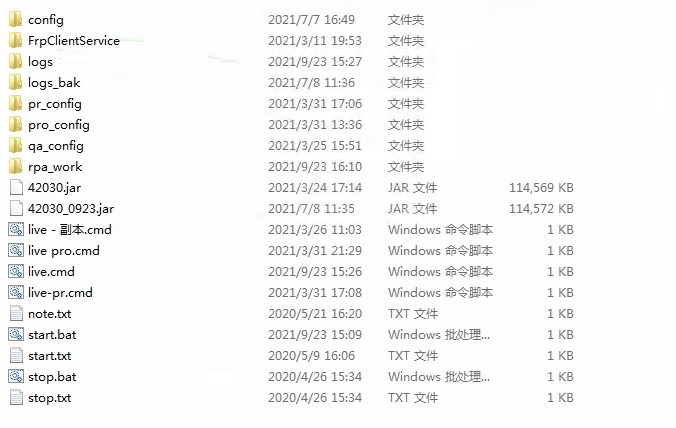 config 2021/7/7 16:49 文件夹
FrpClientService 2021/3/11 19:53 文件夹
logs 2021/9/23 15:27 文件夹
logs_bak 2021/7/8 11:36 文件夹
pr_config 2021/3/31 17:06 文件夹
pro_config 2021/3/31 13:36 文件夹
qa_config 2021/3/25 15:51 文件夹
rpa_work 2021/9/23 16:10 文件夹
42030.jar 2021/3/24 17:14 JAR 文件 114,569 KB
42030_0923.jar 2021/7/8 11:35 JAR 文件 114,572 KB
live - 副本.cmd 2021/3/26 11:03 Windows 命令脚本 1 KB
live pro.cmd 2021/3/31 21:29 Windows 命令脚本 1 KB
live.cmd 2021/9/23 15:26 Windows 命令脚本 1 KB
live-pr.cmd 2021/3/31 17:08 Windows 命令脚本 1 KB
note.txt 2020/5/21 16:20 TXT 文件 1 KB
start.bat 2021/9/23 15:09 Windows 批处理... 1 KB
start.txt 2020/5/9 16:06 TXT 文件 1 KB
stop.bat 2020/4/26 15:34 Windows 批处理... 1 KB
stop.txt 2020/4/26 15:34 TXT 文件 1 KB